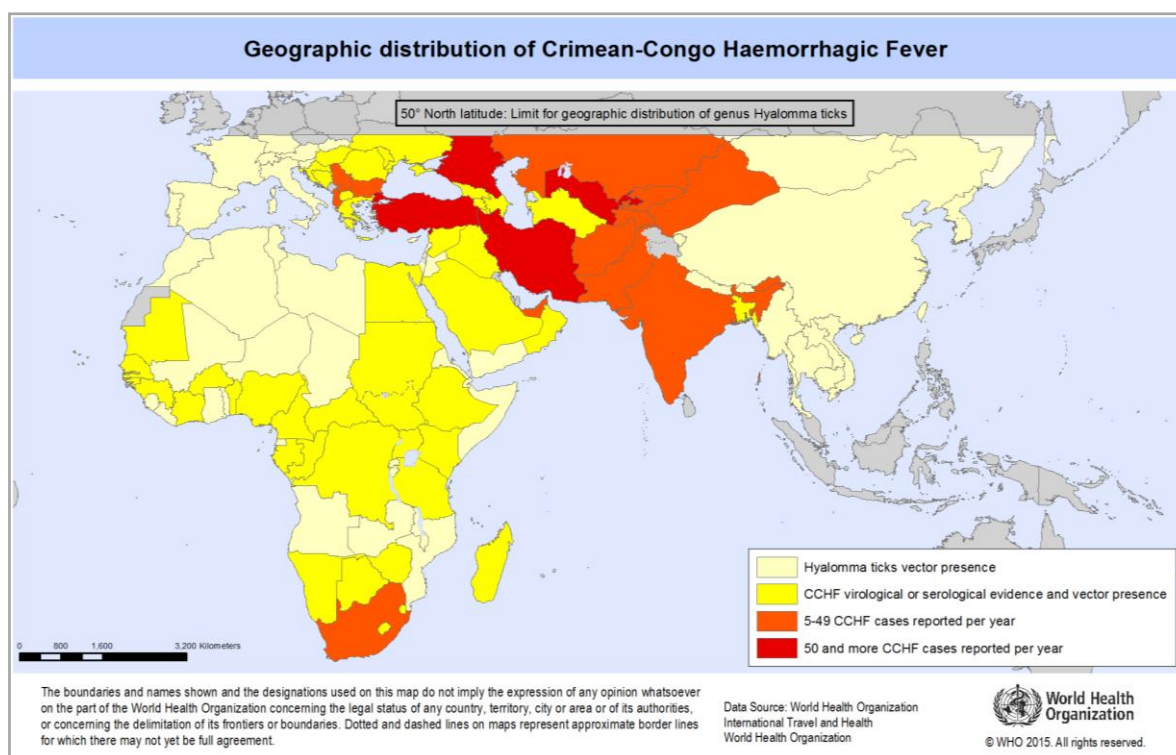 Geographic distribution of Crimean-Congo Haemorrhagic Fever
50° North latitude: Limit for geographic distribution of genus Hyalomma ticks
Hyalomma ticks vector presence
CCHF virological or serological evidence and vector presence
5-49 CCHF cases reported per year
50 and more CCHF cases reported per year
0 800 1,600 3,200 Kilometers
The boundaries and names shown and the designations used on this map do not imply the expression of any opinion whatsoever
on the part of the World Health Organization concerning the legal status of any country, territory, city or area or of its authorities,
or concerning the delimitation of its frontiers or boundaries. Dotted and dashed lines on maps represent approximate border lines
for which there may not yet be full agreement.
Data Source: World Health Organization
International Travel and Health
World Health Organization
World Health
Organization
© WHO 2015. All rights reserved.